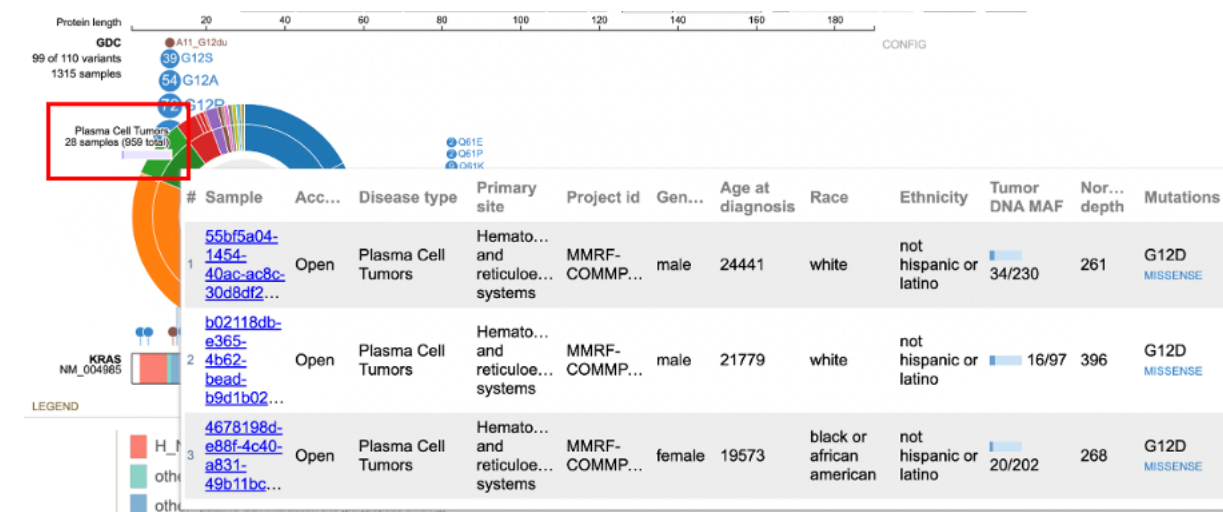 Protein length
20 40 60 80 100 120 140 160 180
GDC
99 of 110 variants
1315 samples
CONFIG
A11_G12du
39 G12S
54 G12A
72 G12R
Plasma Cell Tumors
28 samples (959 total)
2 Q61E
2 Q61P
9 Q61K
# Sample Acc... Disease type Primary site Project id Gen... Age at diagnosis Race Ethnicity Tumor DNA MAF Nor... depth Mutations
1
55bf5a04-
1454-
40ac-ac8c-
30d8df2...
Open
Plasma Cell
Tumors
Hemato...
and
reticuloe...
systems
MMRF-
COMMP...
male
24441
white
not
hispanic or
latino
34/230
261
G12D
MISSENSE
2
b02118db-
e365-
4b62-
bead-
b9d1b02...
Open
Plasma Cell
Tumors
Hemato...
and
reticuloe...
systems
MMRF-
COMMP...
male
21779
white
not
hispanic or
latino
16/97
396
G12D
MISSENSE
3
4678198d-
e88f-4c40-
a831-
49b11bc...
Open
Plasma Cell
Tumors
Hemato...
and
reticuloe...
systems
MMRF-
COMMP...
female
19573
black or
african
american
not
hispanic or
latino
20/202
268
G12D
MISSENSE
KRAS
NM_004985
LEGEND